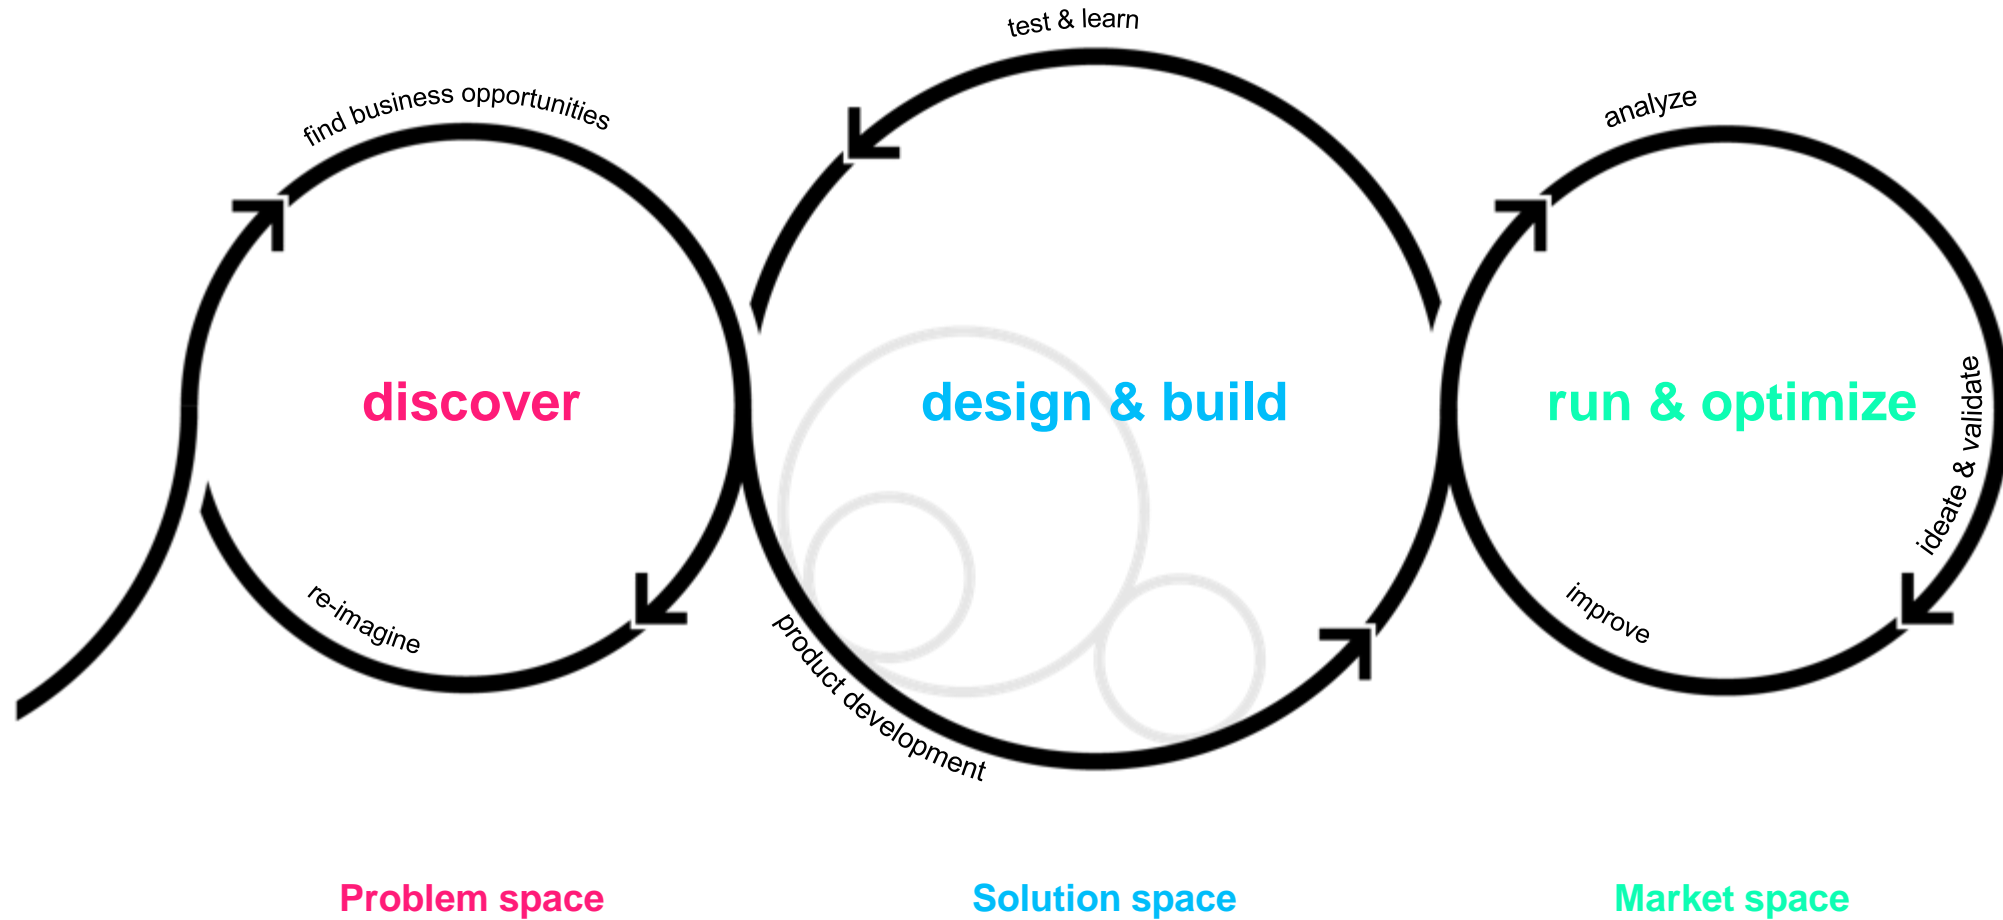 test & learn
find business opportunities
analyze
discover
design & build
run & optimize
ideate & validate
re-imagine
improve
product development
Problem space
Solution space
Market space